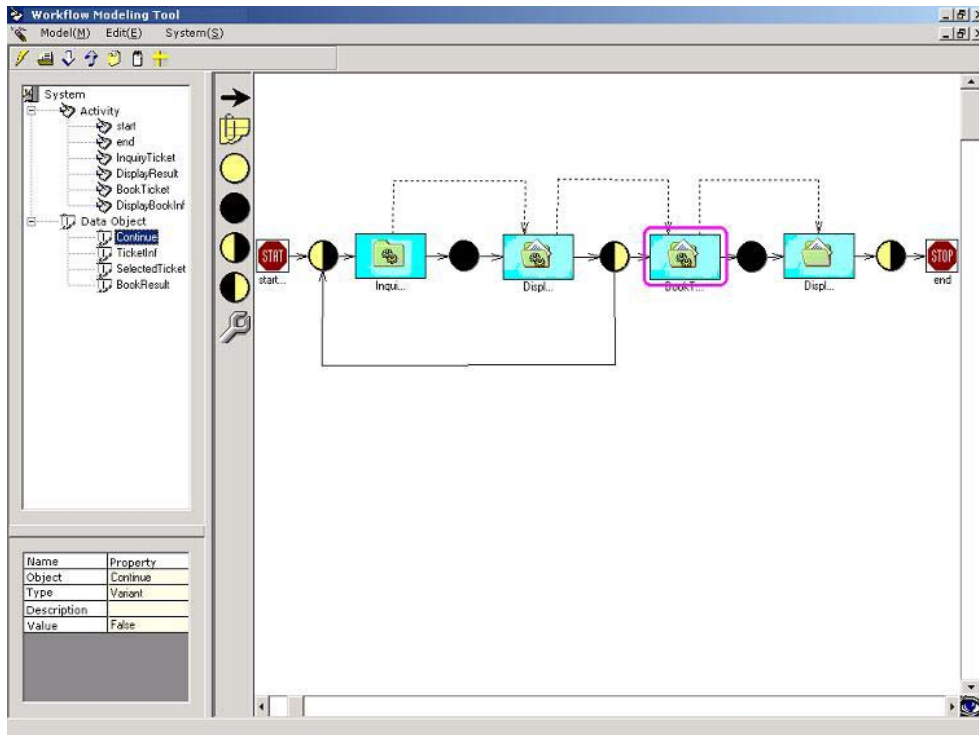 Workflow Modeling Tool
Model(M) Edit(E) System(S)
System
Activity
start
end
InquiryTicket
DisplayResult
BookTicket
DisplayBookInf
Data Object
Continue
TicketInf
SelectedTicket
BookResult
START
STOP
start...
Inqui...
Displ...
BookT...
Displ...
end
Name Property
Object Continue
Type Variant
Description
Value False